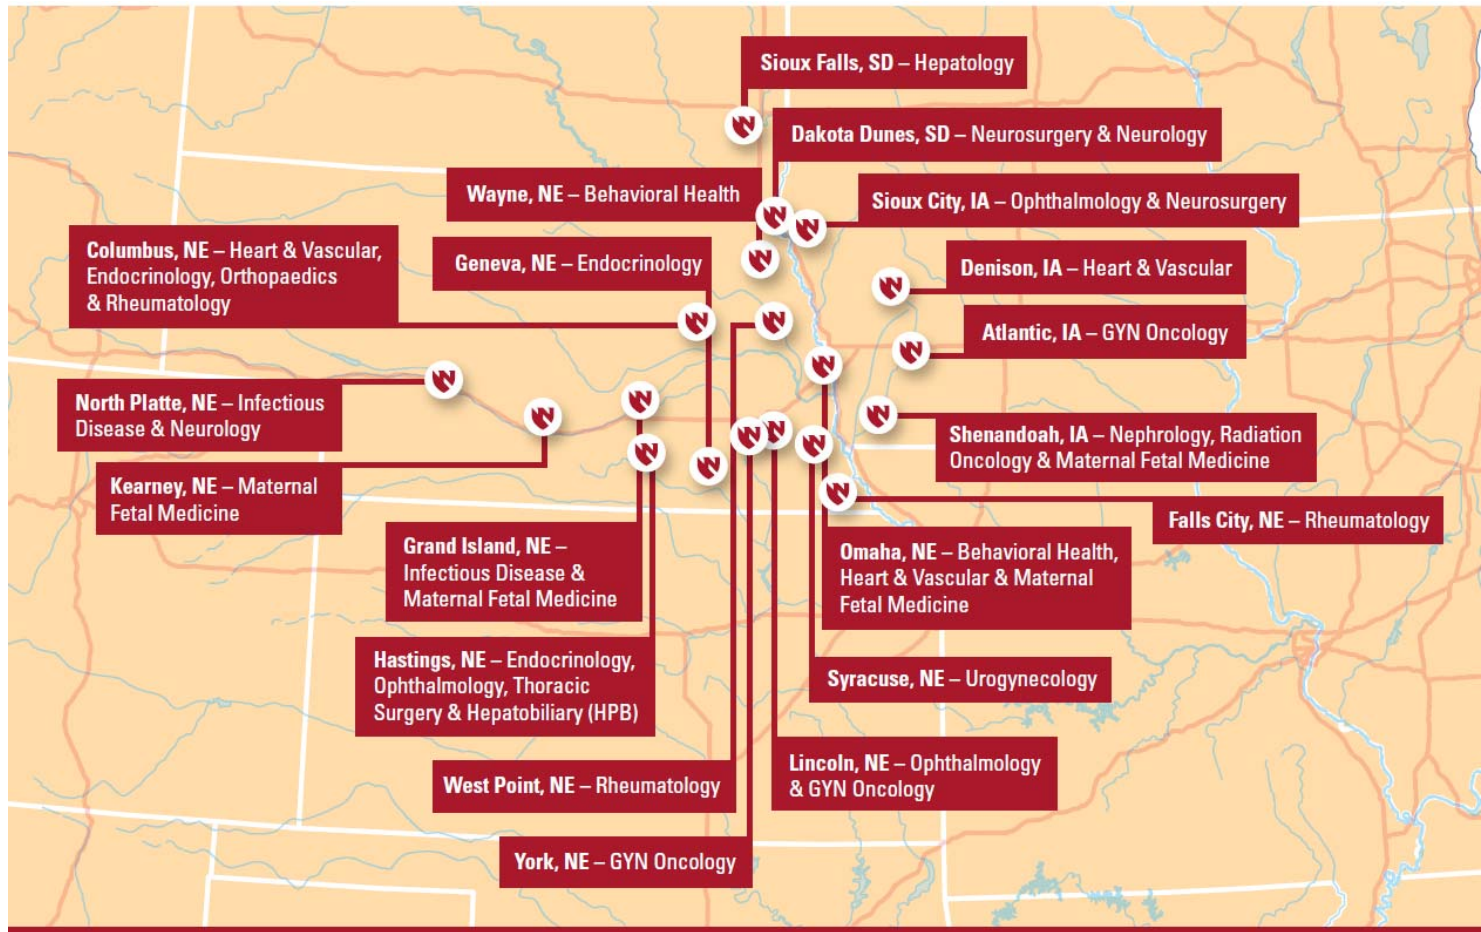 Sioux Falls, SD – Hepatology
Dakota Dunes, SD – Neurosurgery & Neurology
Wayne, NE – Behavioral Health
Sioux City, IA – Ophthalmology & Neurosurgery
Columbus, NE – Heart & Vascular,
Endocrinology, Orthopaedics
& Rheumatology
Geneva, NE – Endocrinology
Denison, IA – Heart & Vascular
Atlantic, IA – GYN Oncology
North Platte, NE – Infectious
Disease & Neurology
Shenandoah, IA – Nephrology, Radiation
Oncology & Maternal Fetal Medicine
Kearney, NE – Maternal
Fetal Medicine
Falls City, NE – Rheumatology
Grand Island, NE –
Infectious Disease &
Maternal Fetal Medicine
Omaha, NE – Behavioral Health,
Heart & Vascular & Maternal
Fetal Medicine
Hastings, NE – Endocrinology,
Ophthalmology, Thoracic
Surgery & Hepatobiliary (HPB)
Syracuse, NE – Urogynecology
West Point, NE – Rheumatology
Lincoln, NE – Ophthalmology
& GYN Oncology
York, NE – GYN Oncology